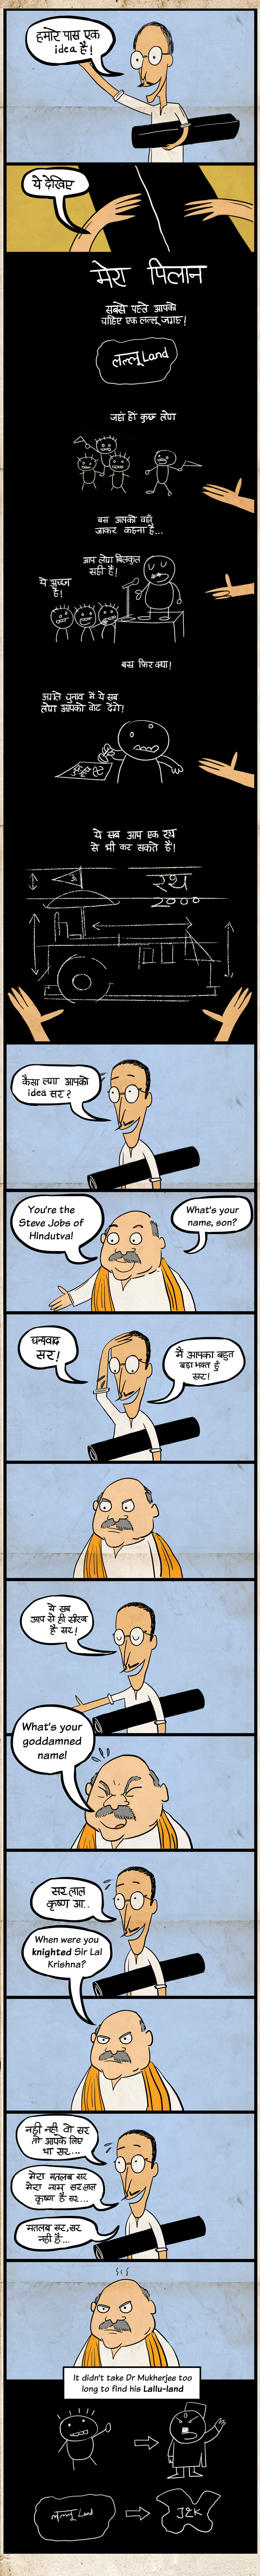 हमारे पास एक
idea है!
ये देखिए
मेरा पिलान
सबसे पहले आपको
चाहिए एक लल्लू जगह!
लल्लू Land
जहां हों कुछ लोग
बस आपको वहाँ
जाकर कहना है...
आप लोग बिलकुल
सही हैं!
ये अच्छा
है!
बस फिर क्या!
अगले चुनाव में ये सब
लोग आपको वोट देंगे!
ये सब आप एक रथ
से भी कर सकते हैं!
रथ
2000
कैसा लगा आपको
idea सर?
You're the
Steve Jobs of
Hindutva!
What's your
name, son?
धन्यवाद
सर!
मैं आपका बहुत
बड़ा भक्त हूँ
सर!
ये सब
आप से ही सीखा
है सर!
What's your
goddamned
name!
सर लाल
कृष्ण आ..
When were you
knighted Sir Lal
Krishna?
नहीं नहीं वो सर
तो आपके लिए
था सर...
मेरा मतलब सर
मेरा नाम सर लाल
कृष्ण है सर...
मतलब सर, सर
नहीं है...
It didn't take Dr Mukherjee too
long to find his Lallu-land
लल्लू Land
J&K